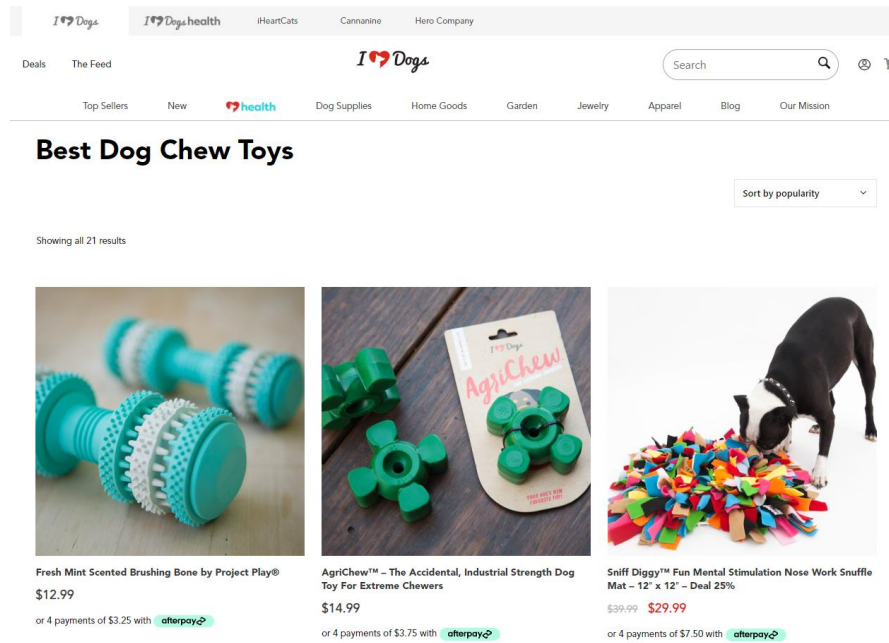 I Dogs
I Dogs health
iHeartCats
Cannanine
Hero Company
Deals
The Feed
I Dogs
Search
Top Sellers
New
health
Dog Supplies
Home Goods
Garden
Jewelry
Apparel
Blog
Our Mission
Best Dog Chew Toys
Sort by popularity
Showing all 21 results
I Dogs
AgriChew
YOUR DOG'S NEW
FAVORITE TOY!
Fresh Mint Scented Brushing Bone by Project Play®
$12.99
or 4 payments of $3.25 with afterpay
AgriChew™ – The Accidental, Industrial Strength Dog
Toy For Extreme Chewers
$14.99
or 4 payments of $3.75 with afterpay
Sniff Diggy™ Fun Mental Stimulation Nose Work Snuffle
Mat – 12" x 12" – Deal 25%
$39.99 $29.99
or 4 payments of $7.50 with afterpay